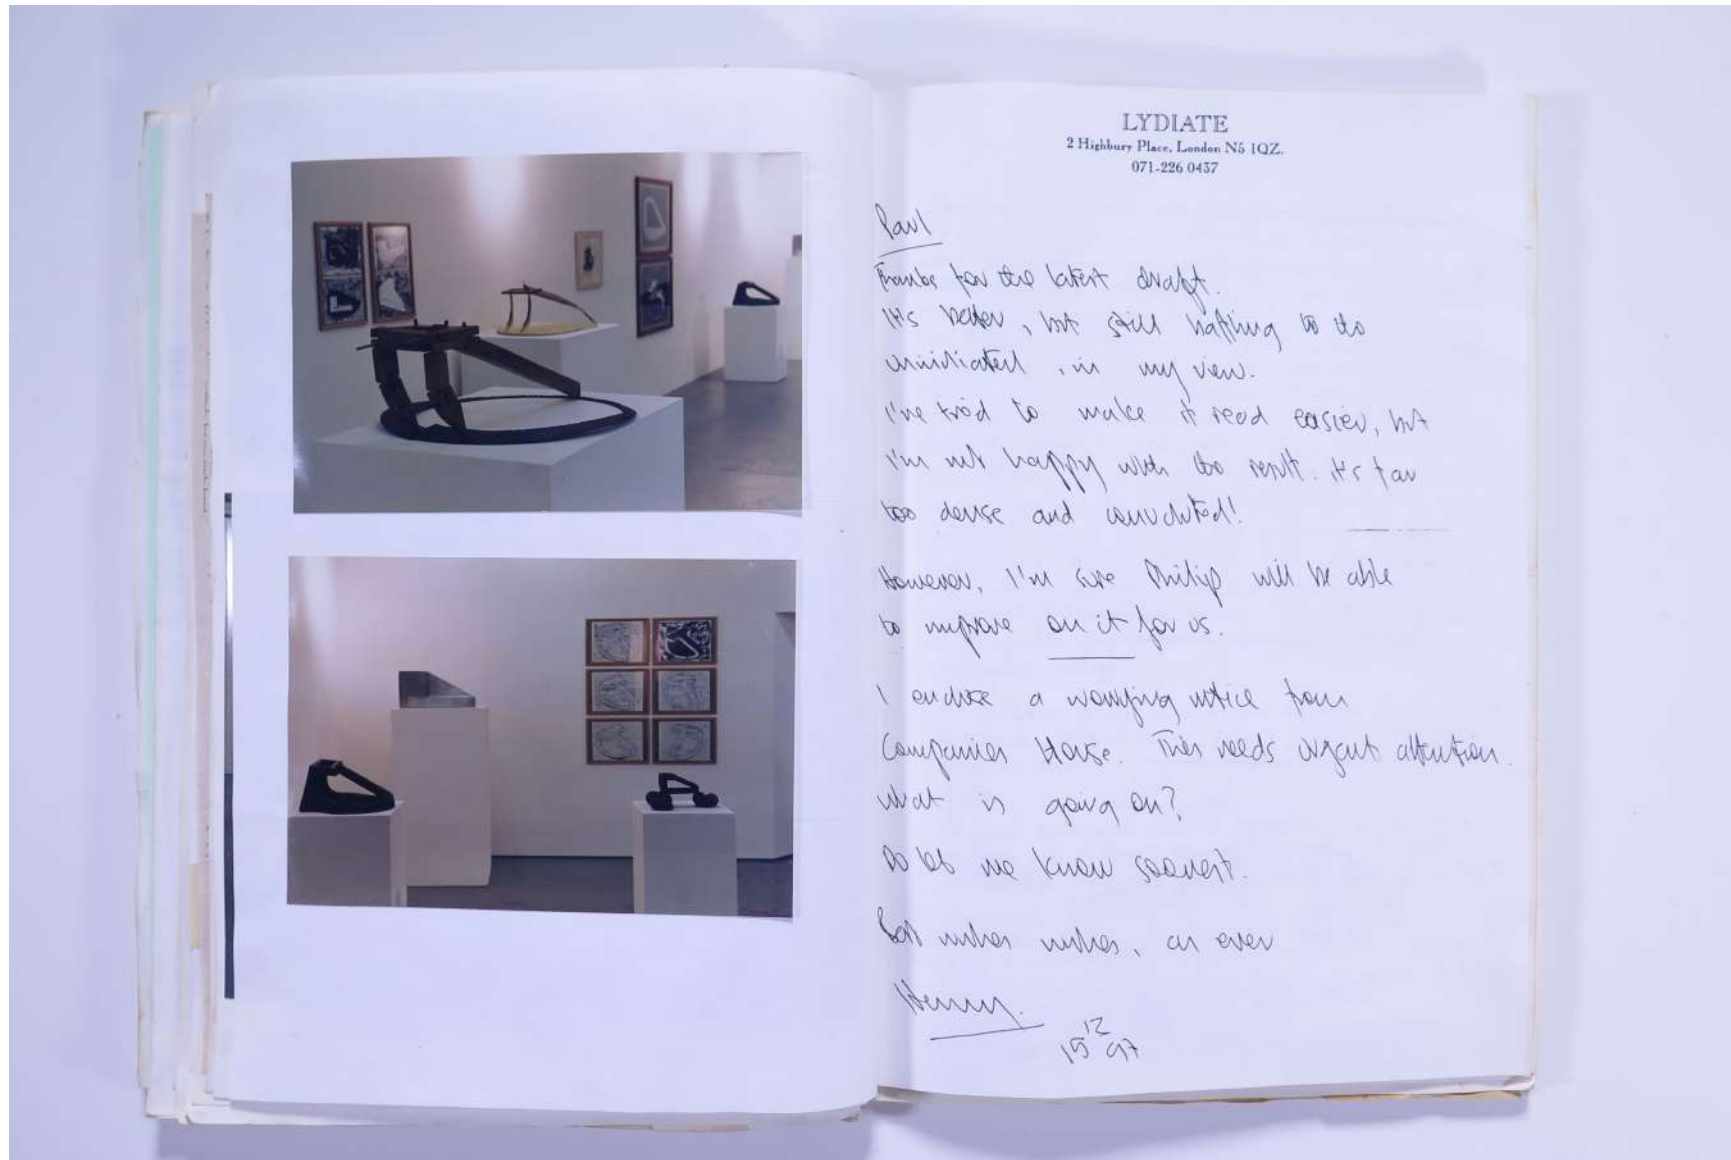 LYDIATE
2 Highbury Place, London N5 1QZ.
071-226 0437
Paul
Thanks for the latest draft.
It's better, but still baffling to the
uninitiated, in my view.
I've tried to make it read easier, but
I'm not happy with the result. it's far
too dense and convoluted!
However, I'm sure Philip will be able
to improve on it for us.
I enclose a worrying notice from
Companies House. This needs urgent attention.
What is going on?
Do let me know soonest.
Best wishes wishes, as ever
Henry.
12
15 97